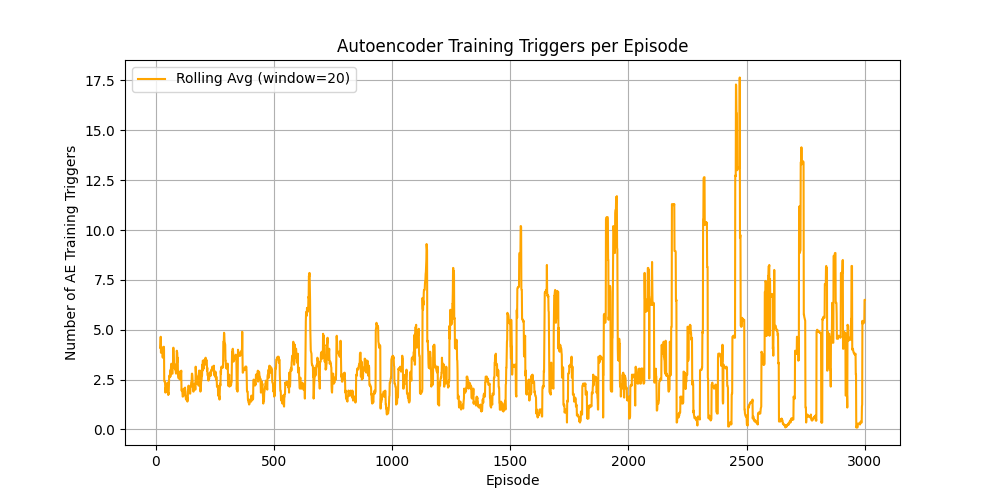 Autoencoder Training Triggers per Episode
Rolling Avg (window=20)
Number of AE Training Triggers
17.5
15.0
12.5
10.0
7.5
5.0
2.5
0.0
0 500 1000 1500 2000 2500 3000
Episode